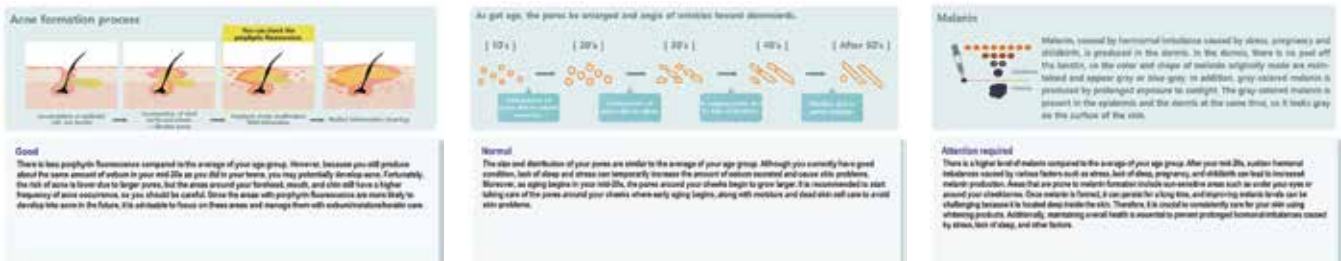 Acne formation process
You can check the
porphyrin fluorescence
As got age, the pores be enlarged and angle of wrinkles toward downwards.
[ 10's ] [ 20's ] [ 30's ] [ 40's ] [ After 50's ]
Melanin
Melanin, caused by hormonal imbalance caused by stress, pregnancy and
childbirth, is produced in the dermis. In the dermis, there is no peel off
the keratin, so the color and shape of melanin originally made are main-
tained and appear gray or blue-gray. In addition, gray-colored melanin is
produced by prolonged exposure to sunlight. The gray-colored melanin is
present in the epidermis and the dermis at the same time, so it looks gray
on the surface of the skin.
Good
There is less porphyrin fluorescence compared to the average of your age group. However, because you still produce
about the same amount of sebum in your mid-20s as you did in your teens, you may potentially develop acne. Fortunately,
the risk of acne is lower due to larger pores, but the areas around your forehead, mouth, and chin still have a higher
frequency of acne occurrence, so you should be careful. Since the areas with porphyrin fluorescence are more likely to
develop into acne in the future, it is advisable to focus on these areas and manage them with sebum/moisture/keratin care.
Normal
The size and distribution of your pores are similar to the average of your age group. Although you currently have good
condition, lack of sleep and stress can temporarily increase the amount of sebum secreted and cause skin problems.
Moreover, as aging begins in your mid-20s, the pores around your cheeks begin to grow larger. It is recommended to start
taking care of the pores around your cheeks where early aging begins, along with moisture and dead skin cell care to avoid
skin problems.
Attention required
There is a higher level of melanin compared to the average of your age group. After your mid-20s, sudden hormonal
imbalances caused by various factors such as stress, lack of sleep, pregnancy, and childbirth can lead to increased
melanin production. Areas that are prone to melanin formation include sun-sensitive areas such as under your eyes or
around your cheekbones. Once melanin is formed, it can persist for a long time, and improving melanin levels can be
challenging because it is located deep inside the skin. Therefore, it is crucial to consistently care for your skin using
whitening products. Additionally, maintaining overall health is essential to prevent prolonged hormonal imbalances caused
by stress, lack of sleep, and other factors.